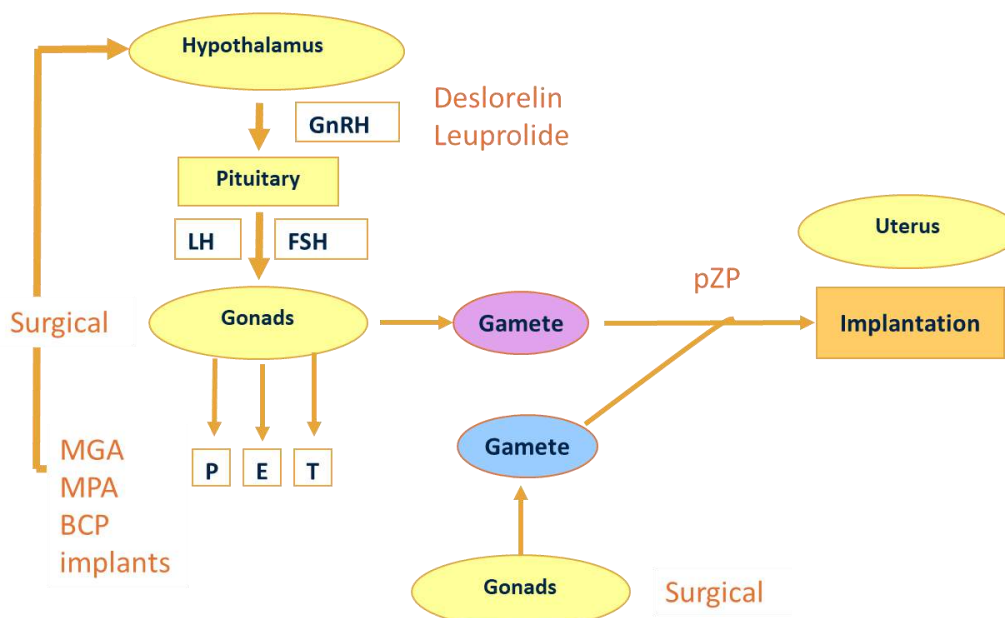 Hypothalamus
Deslorelin
Leuprolide
GnRH
Pituitary
LH
FSH
Uterus
pZP
Surgical
Gonads
Gamete
Implantation
Gamete
MGA
MPA
BCP
implants
P
E
T
Gonads
Surgical